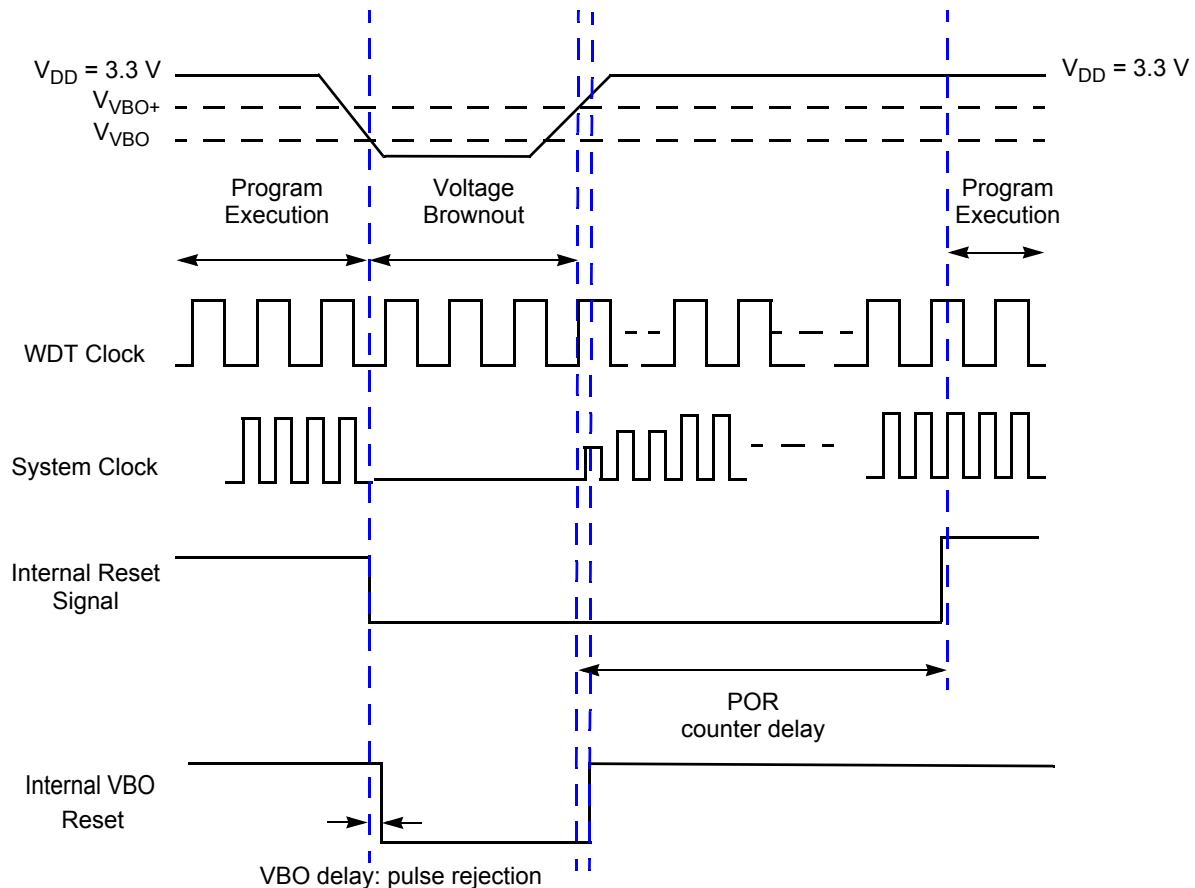 V_DD = 3.3 V
V_DD = 3.3 V
V_VBO+
V_VBO
Program
Execution
Voltage
Brownout
Program
Execution
WDT Clock
System Clock
Internal Reset
Signal
POR
counter delay
Internal VBO
Reset
VBO delay: pulse rejection